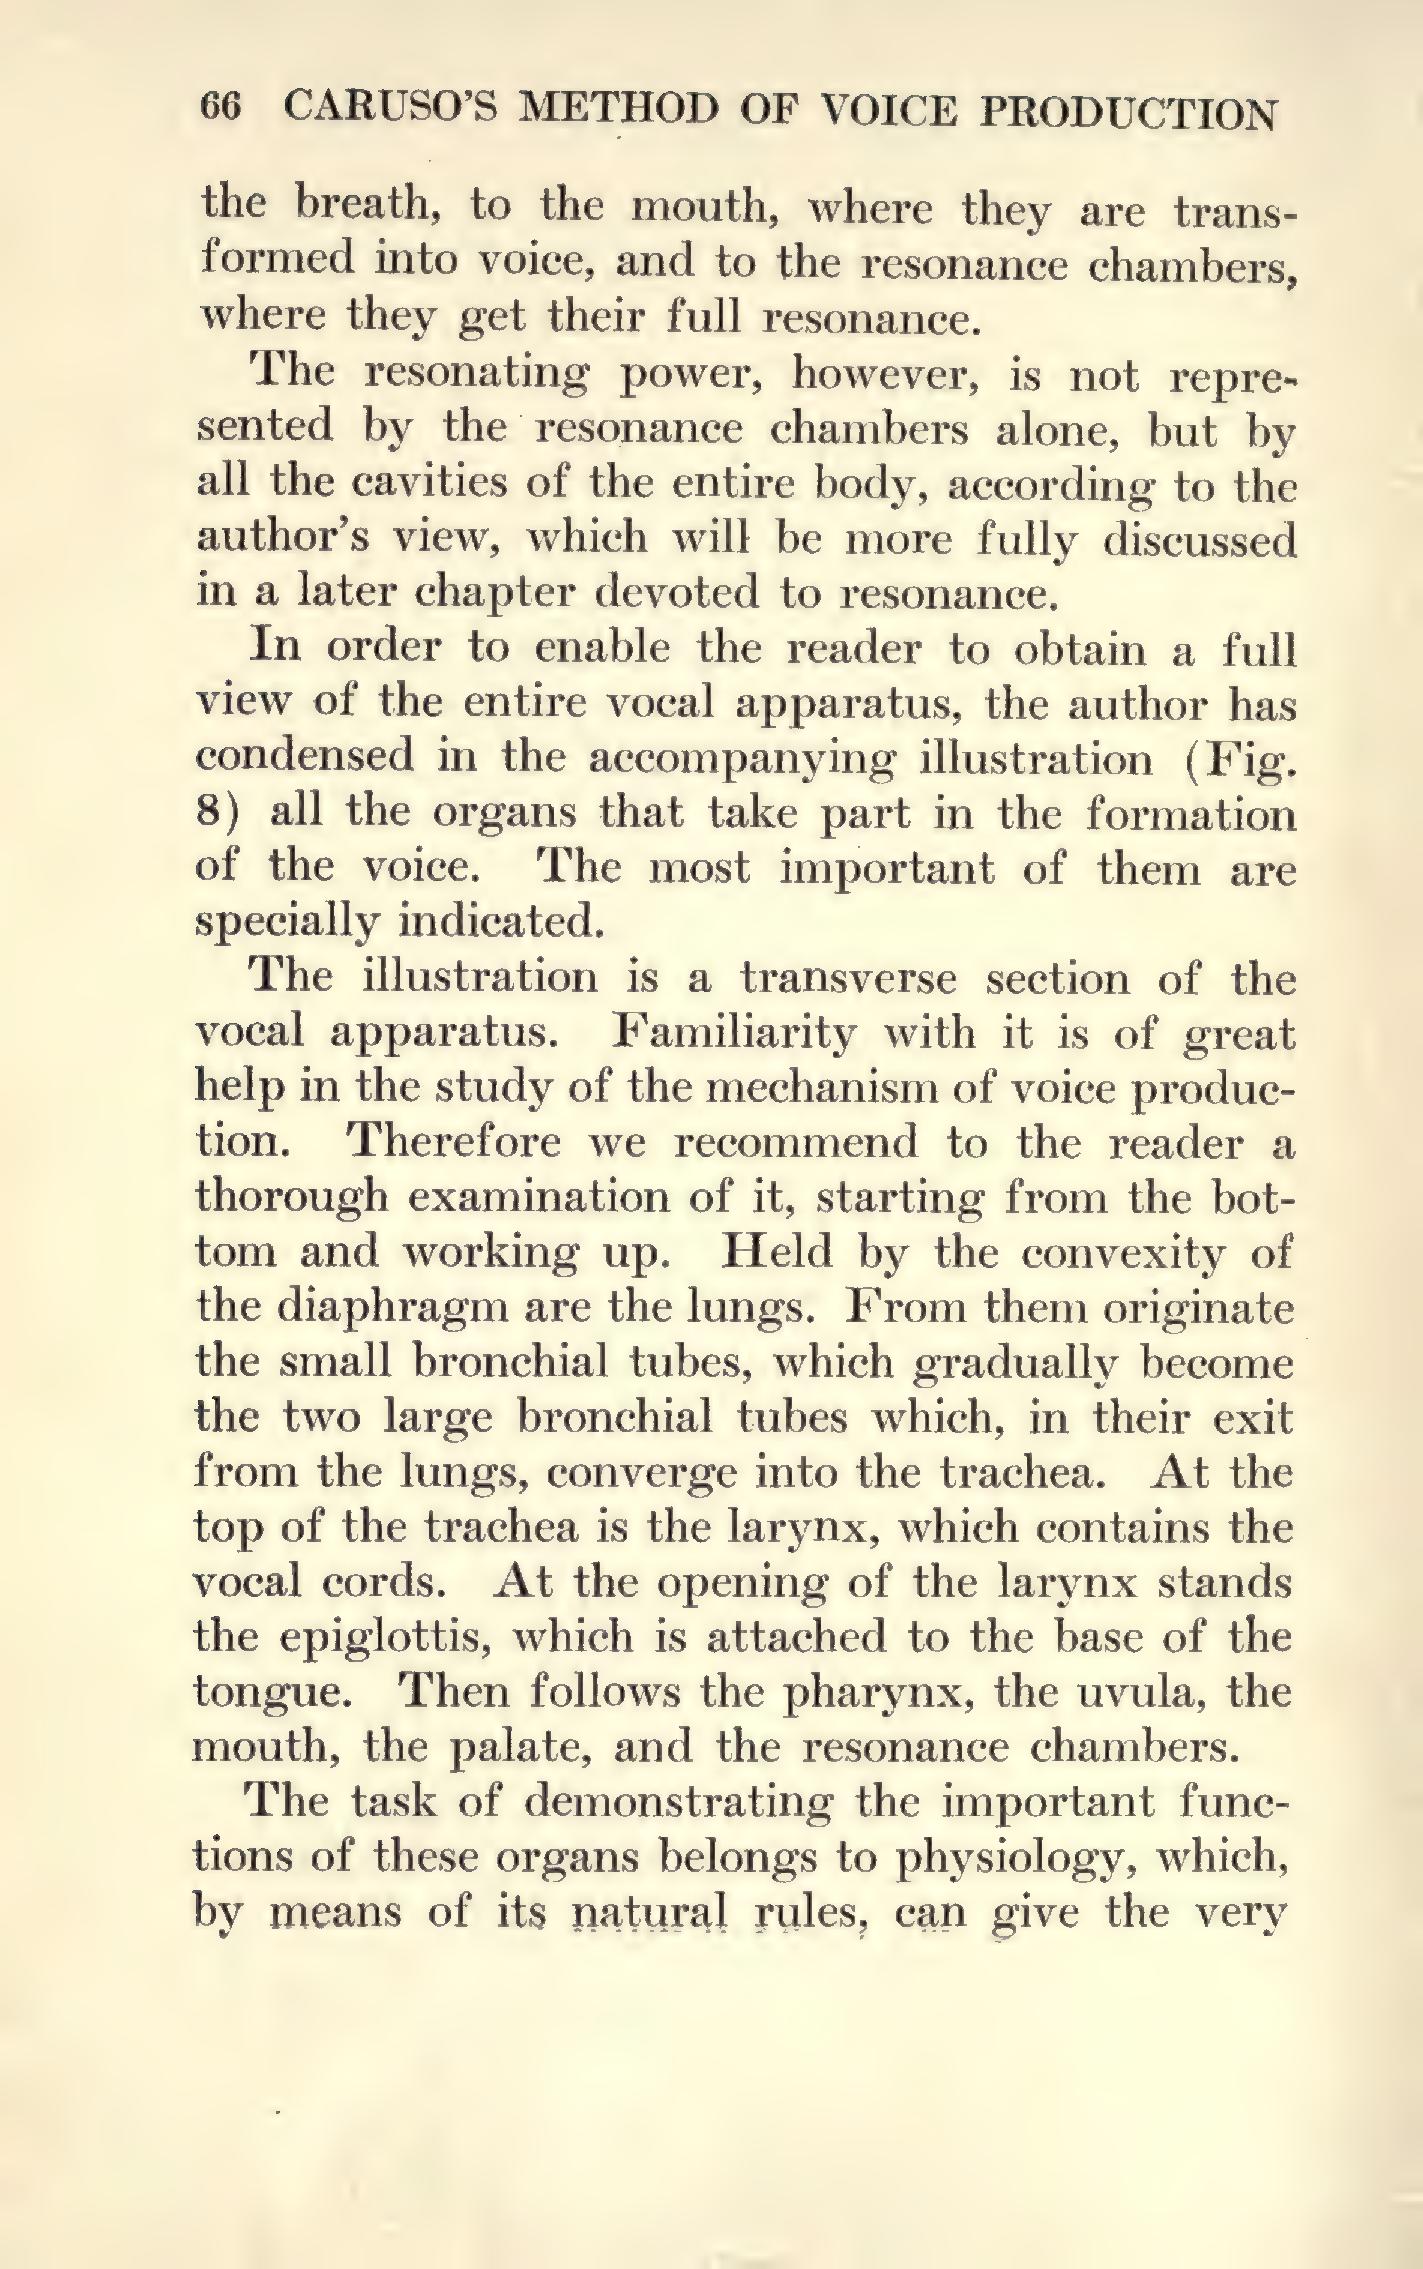 66 CARUSO'S METHOD OF VOICE PRODUCTION
the breath, to the mouth, where they are trans-
formed into voice, and to the resonance chambers,
where they get their full resonance.
The resonating power, however, is not repre-
sented by the resonance chambers alone, but by
all the cavities of the entire body, according to the
author's view, which will be more fully discussed
in a later chapter devoted to resonance.
In order to enable the reader to obtain a full
view of the entire vocal apparatus, the author has
condensed in the accompanying illustration (Fig.
8) all the organs that take part in the formation
of the voice. The most important of them are
specially indicated.
The illustration is a transverse section of the
vocal apparatus. Familiarity with it is of great
help in the study of the mechanism of voice produc-
tion. Therefore we recommend to the reader a
thorough examination of it, starting from the bot-
tom and working up. Held by the convexity of
the diaphragm are the lungs. From them originate
the small bronchial tubes, which gradually become
the two large bronchial tubes which, in their exit
from the lungs, converge into the trachea. At the
top of the trachea is the larynx, which contains the
vocal cords. At the opening of the larynx stands
the epiglottis, which is attached to the base of the
tongue. Then follows the pharynx, the uvula, the
mouth, the palate, and the resonance chambers.
The task of demonstrating the important func-
tions of these organs belongs to physiology, which,
by means of its natural rules, can give the very